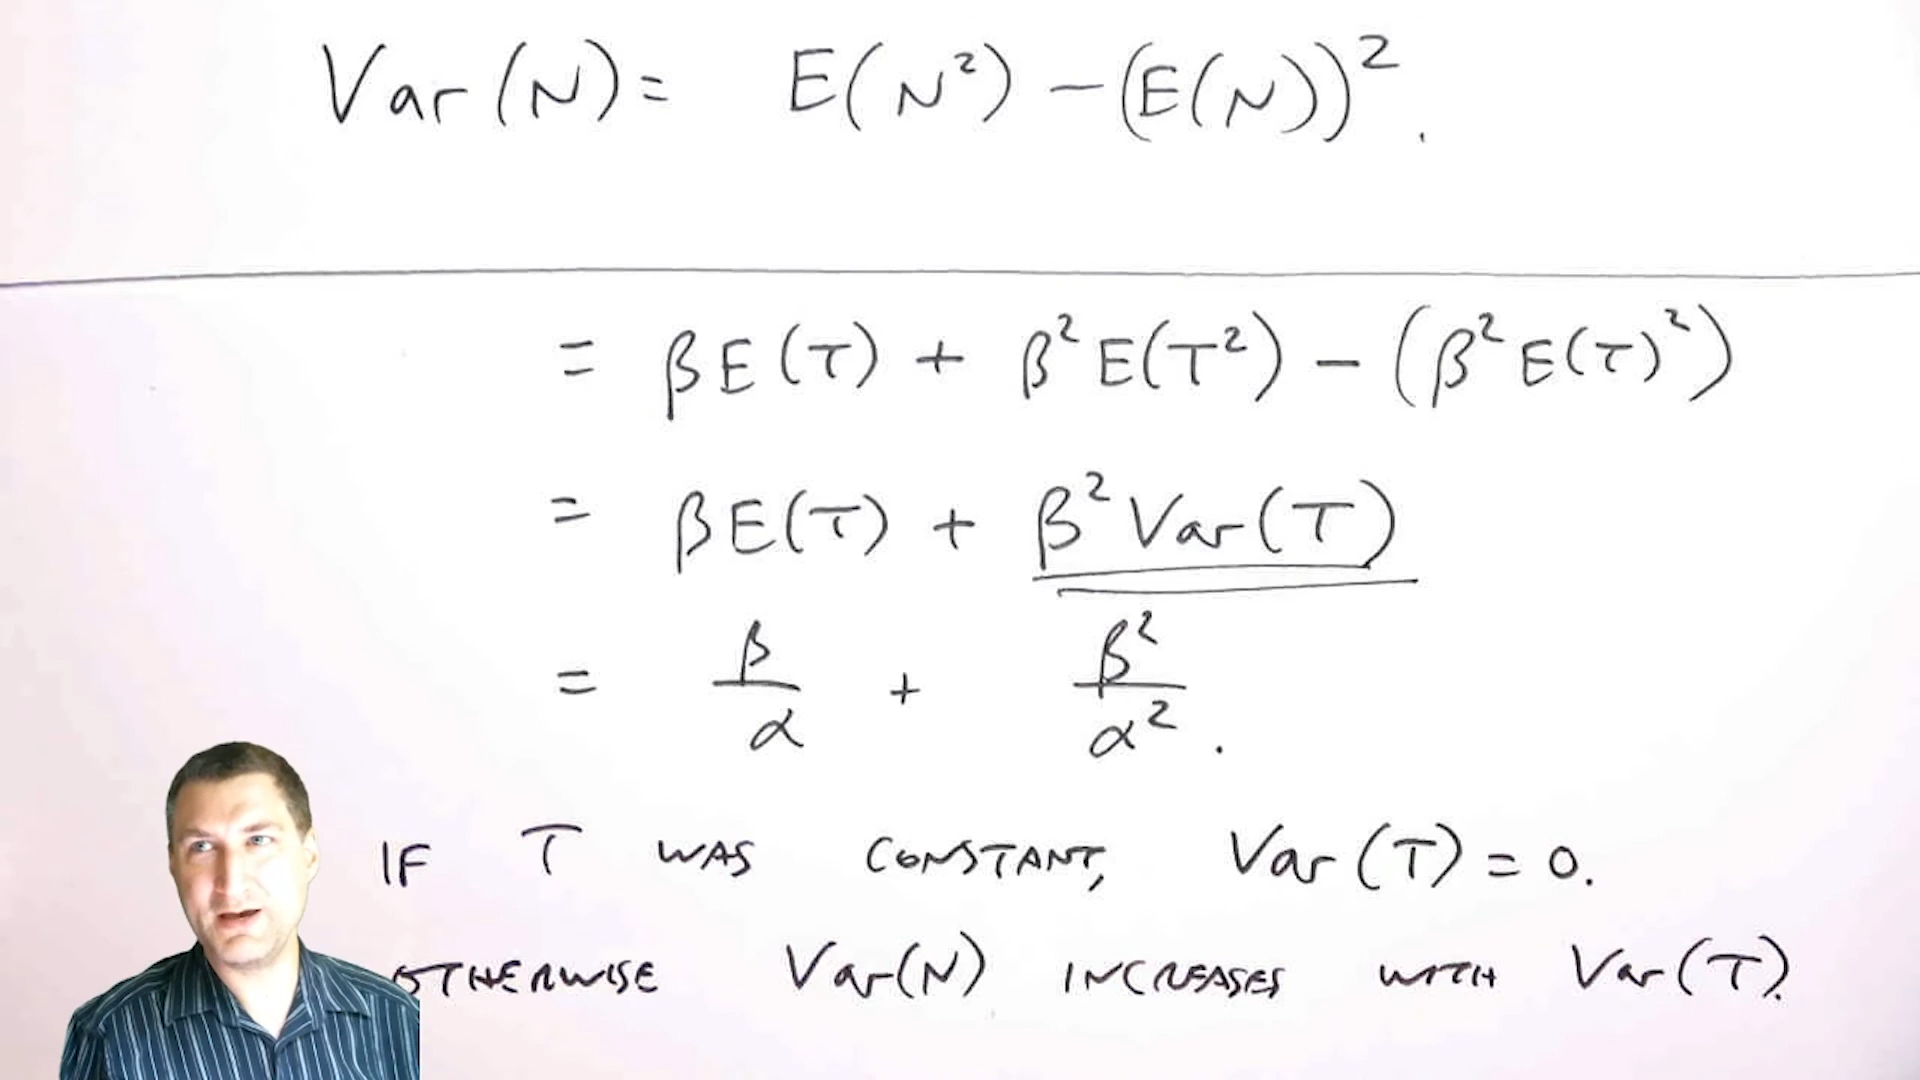 Var(N) = E(N²) − (E(N))².
= βE(T) + β²E(T²) − (β²E(T)²)
= βE(T) + β²Var(T)
= β/α + β²/α².
IF T WAS CONSTANT, Var(T) = 0.
OTHERWISE Var(N) INCREASES WITH Var(T).